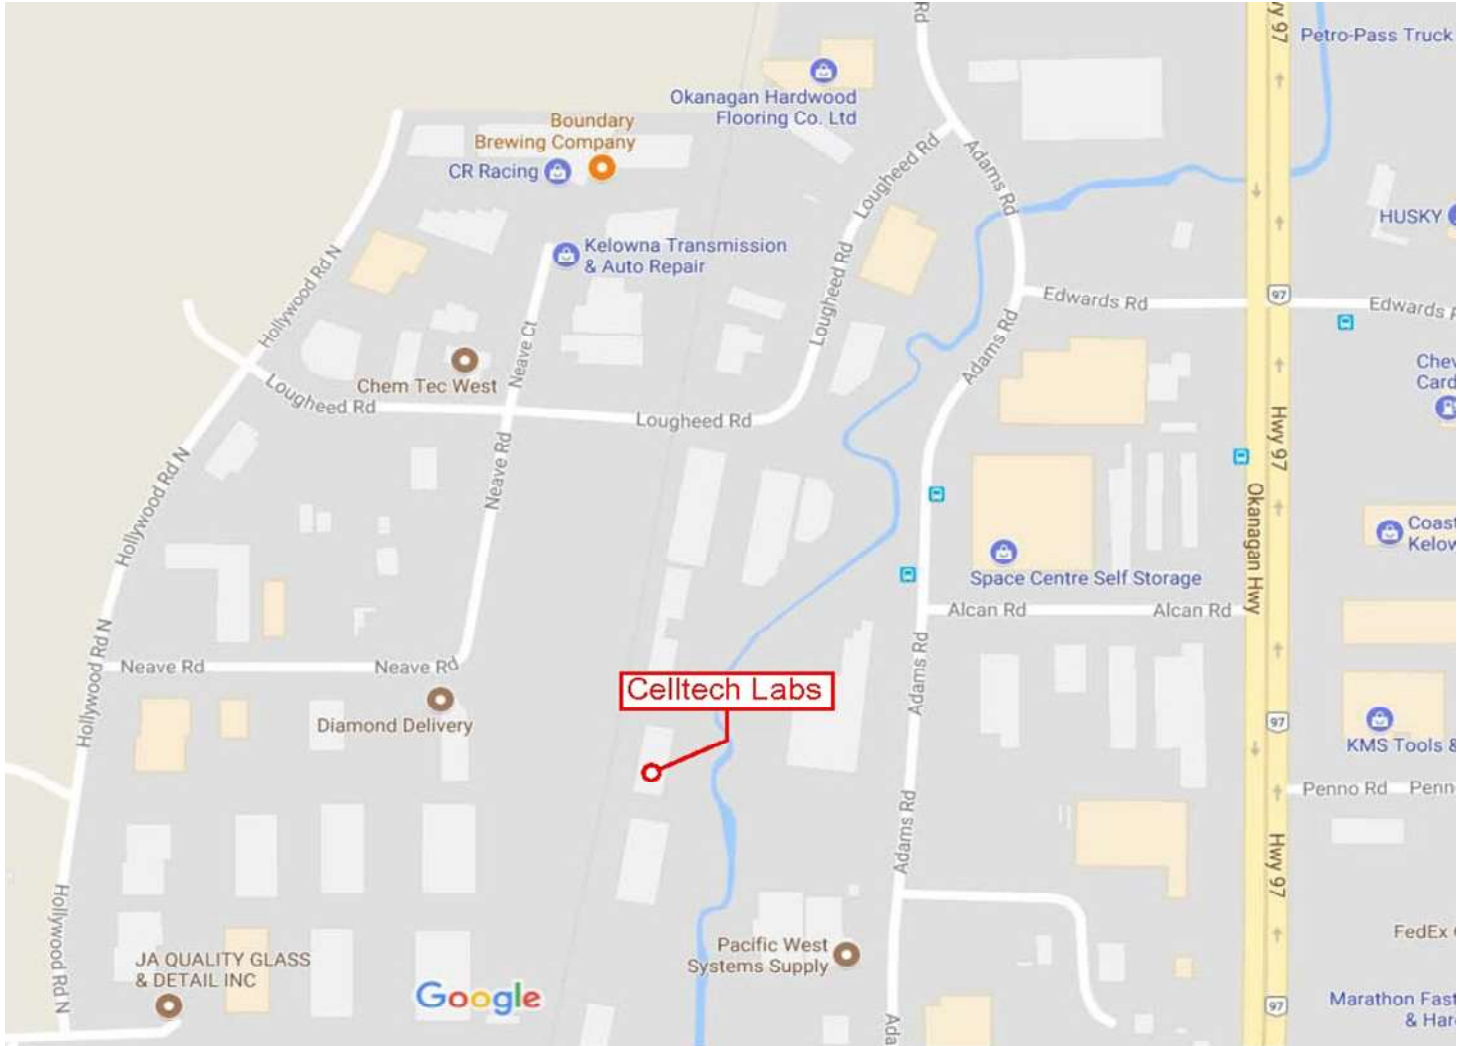 Rd
y 97
Petro-Pass Truck
Okanagan Hardwood
Flooring Co. Ltd
Boundary
Brewing Company
CR Racing
Lougheed Rd
Adams Rd
HUSKY
Kelowna Transmission
& Auto Repair
Hollywood Rd N
Lougheed Rd
Edwards Rd
97
Edwards R
Neave Ct
Adams Rd
Chev
Card
Chem Tec West
Lougheed Rd
Lougheed Rd
Hwy 97
Neave Rd
Hollywood Rd N
Okanagan Hwy
Coast
Kelow
Space Centre Self Storage
Alcan Rd
Alcan Rd
Hollywood Rd N
Neave Rd
Neave Rd
Adams Rd
Celltech Labs
Diamond Delivery
97
KMS Tools &
Penno Rd
Penn
Adams Rd
Hwy 97
Hollywood Rd N
FedEx
Pacific West
Systems Supply
JA QUALITY GLASS
& DETAIL INC
Google
97
Marathon Fast
& Har
Ada